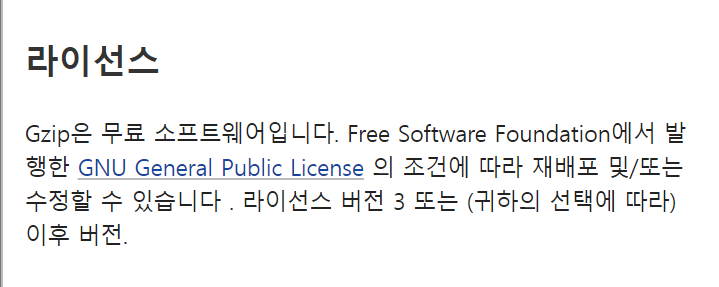 라이선스
Gzip은 무료 소프트웨어입니다. Free Software Foundation에서 발
행한 GNU General Public License 의 조건에 따라 재배포 및/또는
수정할 수 있습니다 . 라이선스 버전 3 또는 (귀하의 선택에 따라)
이후 버전.